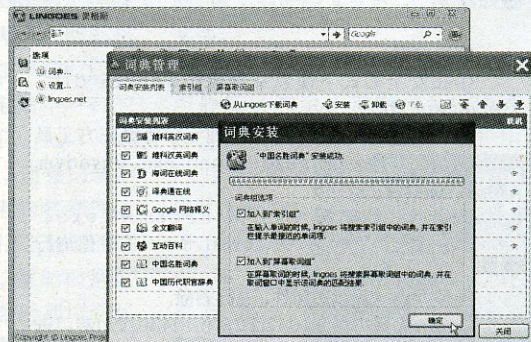 LINGOES 灵格斯
Google
选项
词典...
设置...
lingoes.net
词典管理
词典安装列表 索引组 屏幕取词组
从Lingoes下载词典 安装 卸载
词典安装列表 联机
维科英汉词典
维科汉英词典
海词在线词典
译典通在线
Google 网络释义
全文翻译
互动百科
中国名胜词典
中国历代职官辞典
词典安装
"中国名胜词典" 安装成功.
词典组选项
加入到"索引组"
在输入单词的时候, lingoes 将搜索索引组中的词典, 并在索引
栏提示最接近的单词项.
加入到"屏幕取词组"
在屏幕取词的时候, lingoes 将搜索屏幕取词组中的词典, 并在
取词窗口中显示该词典的匹配结果.
确定
关闭
Copyright © Lingoes Proje